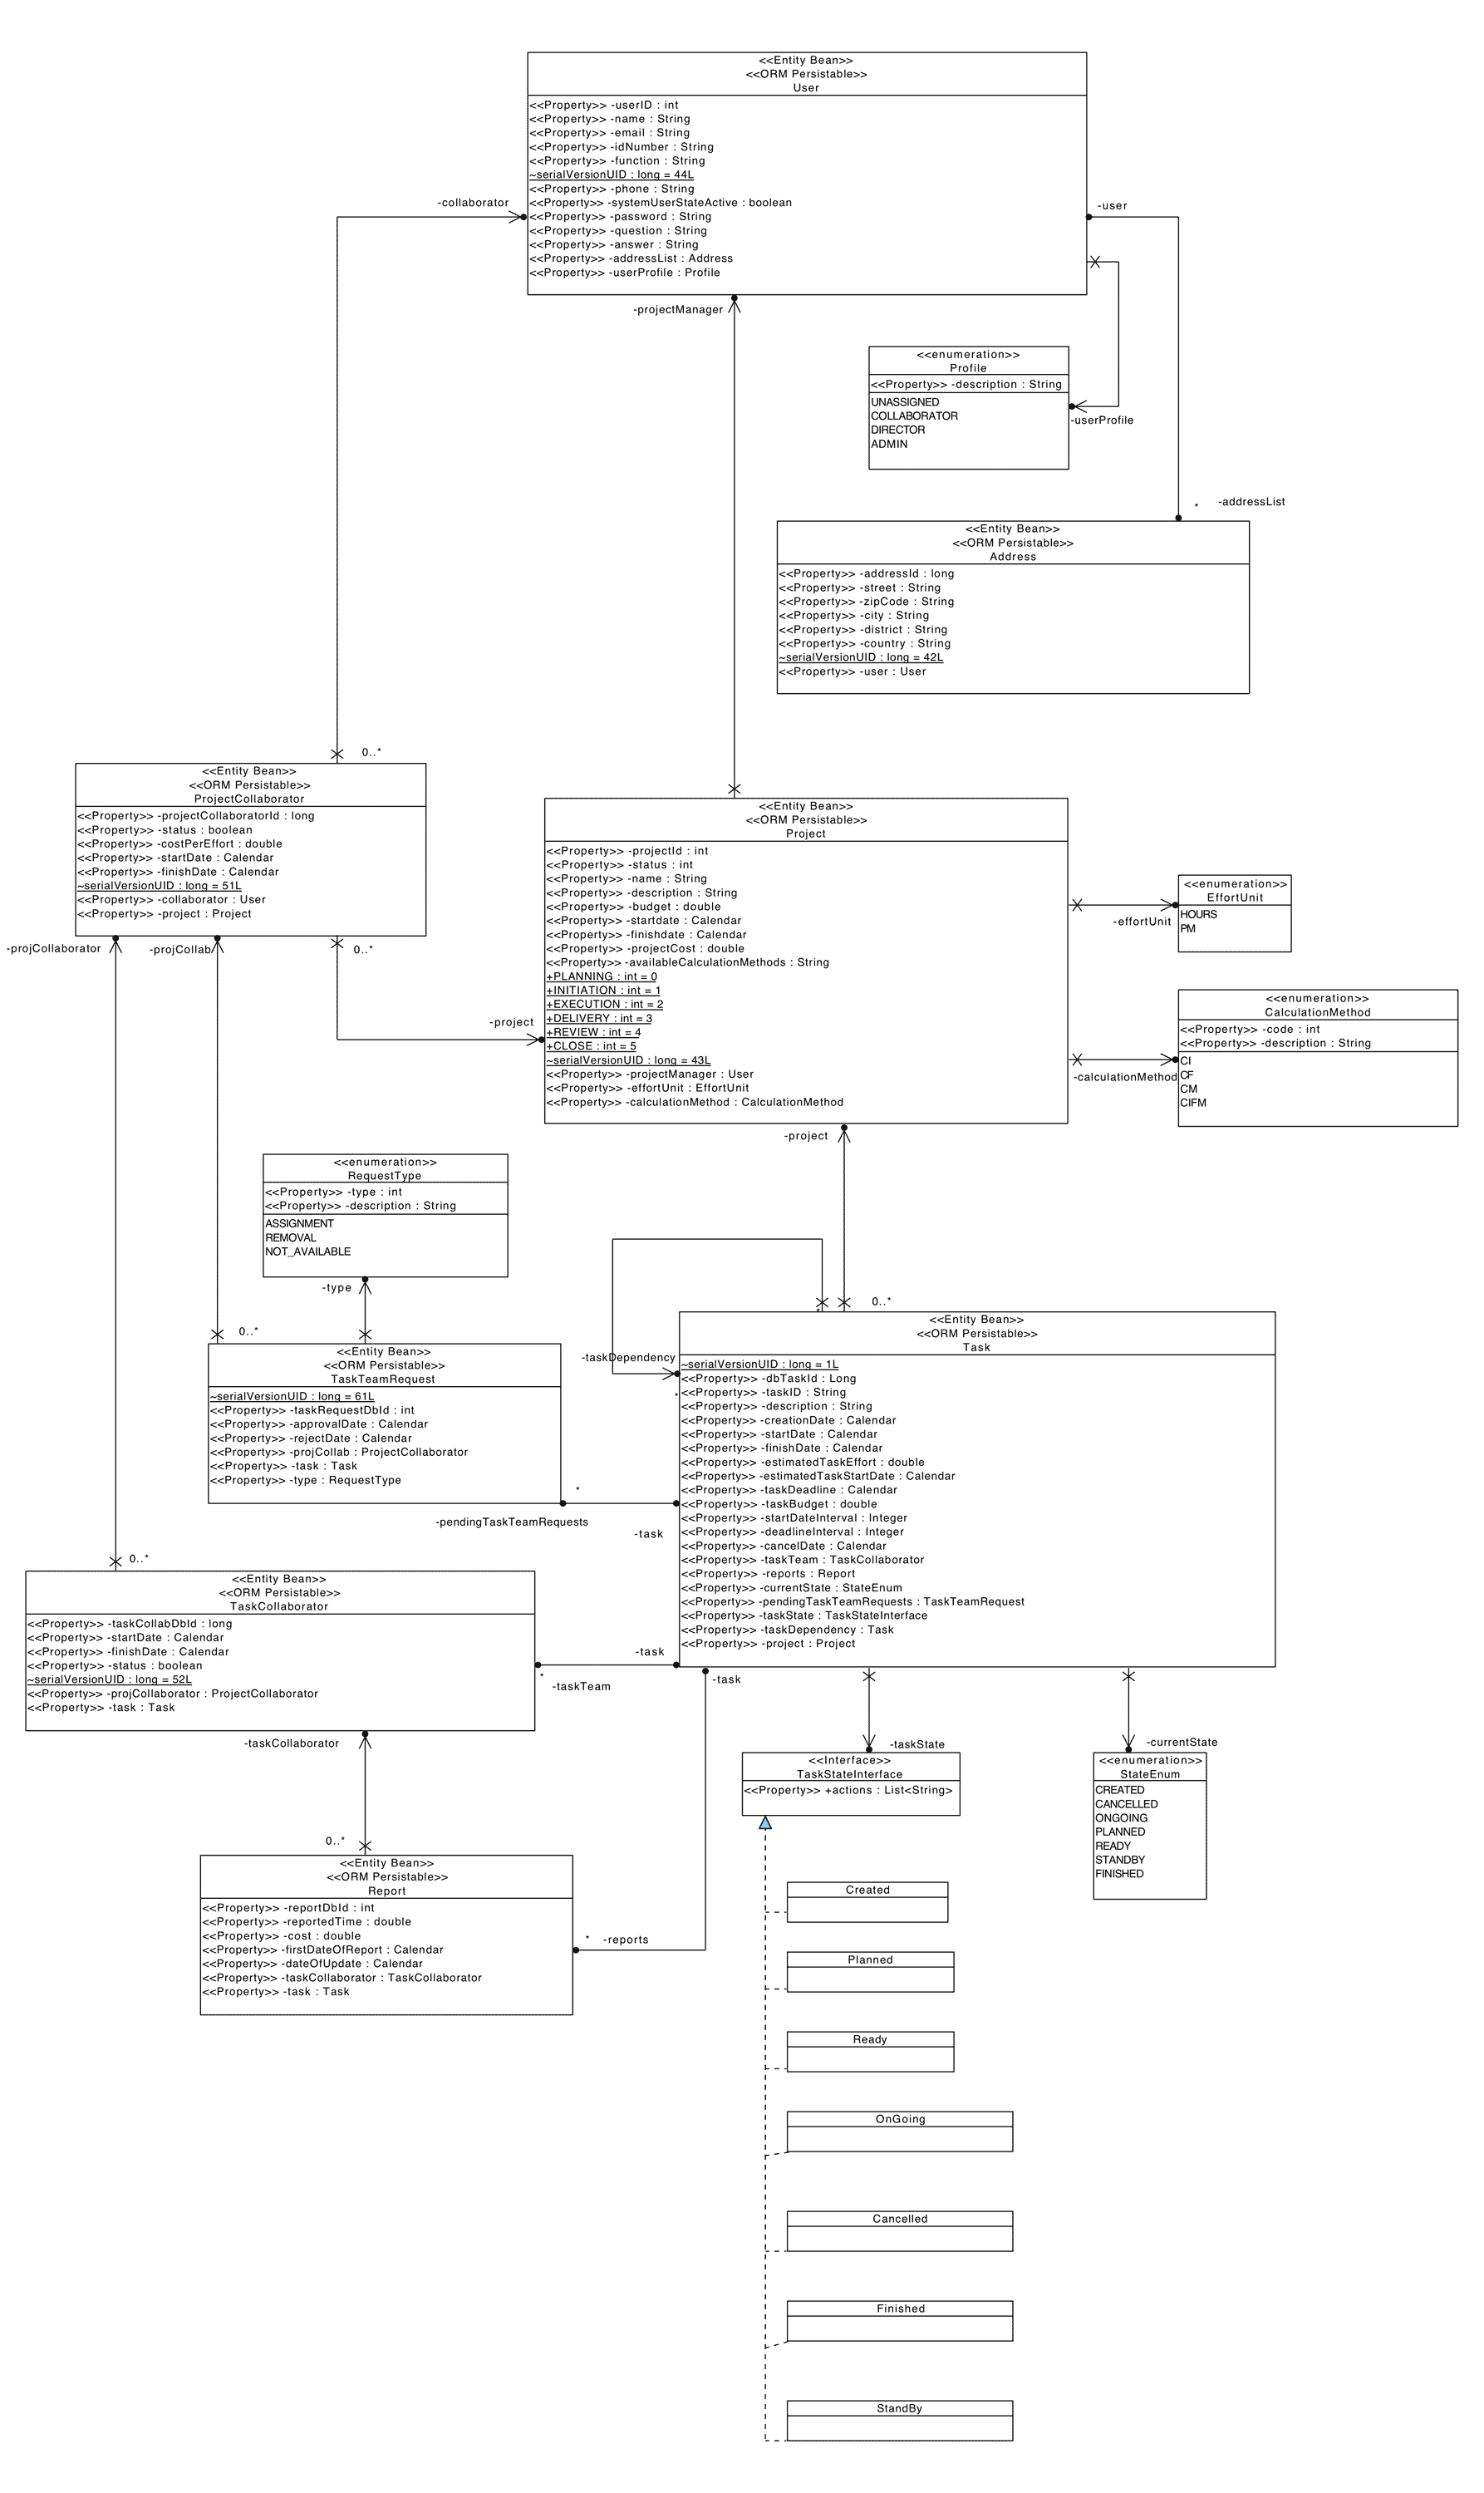 <<Entity Bean>>
<<ORM Persistable>>
User
<<Property>> -userID : int
<<Property>> -name : String
<<Property>> -email : String
<<Property>> -idNumber : String
<<Property>> -function : String
~serialVersionUID : long = 44L
<<Property>> -phone : String
<<Property>> -systemUserStateActive : boolean
<<Property>> -password : String
<<Property>> -question : String
<<Property>> -answer : String
<<Property>> -addressList : Address
<<Property>> -userProfile : Profile
-collaborator
-user
-projectManager
<<enumeration>>
Profile
<<Property>> -description : String
UNASSIGNED
COLLABORATOR
DIRECTOR
ADMIN
-userProfile
* -addressList
<<Entity Bean>>
<<ORM Persistable>>
Address
<<Property>> -addressId : long
<<Property>> -street : String
<<Property>> -zipCode : String
<<Property>> -city : String
<<Property>> -district : String
<<Property>> -country : String
~serialVersionUID : long = 42L
<<Property>> -user : User
0..*
<<Entity Bean>>
<<ORM Persistable>>
ProjectCollaborator
<<Property>> -projectCollaboratorId : long
<<Property>> -status : boolean
<<Property>> -costPerEffort : double
<<Property>> -startDate : Calendar
<<Property>> -finishDate : Calendar
~serialVersionUID : long = 51L
<<Property>> -collaborator : User
<<Property>> -project : Project
-projCollaborator
-projCollab
0..*
-project
<<Entity Bean>>
<<ORM Persistable>>
Project
<<Property>> -projectId : int
<<Property>> -status : int
<<Property>> -name : String
<<Property>> -description : String
<<Property>> -budget : double
<<Property>> -startdate : Calendar
<<Property>> -finishdate : Calendar
<<Property>> -projectCost : double
<<Property>> -availableCalculationMethods : String
+PLANNING : int = 0
+INITIATION : int = 1
+EXECUTION : int = 2
+DELIVERY : int = 3
+REVIEW : int = 4
+CLOSE : int = 5
~serialVersionUID : long = 43L
<<Property>> -projectManager : User
<<Property>> -effortUnit : EffortUnit
<<Property>> -calculationMethod : CalculationMethod
<<enumeration>>
EffortUnit
HOURS
PM
-effortUnit
<<enumeration>>
CalculationMethod
<<Property>> -code : int
<<Property>> -description : String
CI
CF
CM
CIFM
-calculationMethod
-project
<<enumeration>>
RequestType
<<Property>> -type : int
<<Property>> -description : String
ASSIGNMENT
REMOVAL
NOT_AVAILABLE
-type
0..*
<<Entity Bean>>
<<ORM Persistable>>
TaskTeamRequest
~serialVersionUID : long = 61L
<<Property>> -taskRequestDbId : int
<<Property>> -approvalDate : Calendar
<<Property>> -rejectDate : Calendar
<<Property>> -projCollab : ProjectCollaborator
<<Property>> -task : Task
<<Property>> -type : RequestType
*
-pendingTaskTeamRequests
-task
0..*
*
-taskDependency
*
<<Entity Bean>>
<<ORM Persistable>>
Task
~serialVersionUID : long = 1L
<<Property>> -dbTaskId : Long
<<Property>> -taskID : String
<<Property>> -description : String
<<Property>> -creationDate : Calendar
<<Property>> -startDate : Calendar
<<Property>> -finishDate : Calendar
<<Property>> -estimatedTaskEffort : double
<<Property>> -estimatedTaskStartDate : Calendar
<<Property>> -taskDeadline : Calendar
<<Property>> -taskBudget : double
<<Property>> -startDateInterval : Integer
<<Property>> -deadlineInterval : Integer
<<Property>> -cancelDate : Calendar
<<Property>> -taskTeam : TaskCollaborator
<<Property>> -reports : Report
<<Property>> -currentState : StateEnum
<<Property>> -pendingTaskTeamRequests : TaskTeamRequest
<<Property>> -taskState : TaskStateInterface
<<Property>> -taskDependency : Task
<<Property>> -project : Project
0..*
<<Entity Bean>>
<<ORM Persistable>>
TaskCollaborator
<<Property>> -taskCollabDbId : long
<<Property>> -startDate : Calendar
<<Property>> -finishDate : Calendar
<<Property>> -status : boolean
~serialVersionUID : long = 52L
<<Property>> -projCollaborator : ProjectCollaborator
<<Property>> -task : Task
-task
*
-taskTeam
-task
-taskCollaborator
0..*
<<Entity Bean>>
<<ORM Persistable>>
Report
<<Property>> -reportDbId : int
<<Property>> -reportedTime : double
<<Property>> -cost : double
<<Property>> -firstDateOfReport : Calendar
<<Property>> -dateOfUpdate : Calendar
<<Property>> -taskCollaborator : TaskCollaborator
<<Property>> -task : Task
* -reports
-taskState
<<Interface>>
TaskStateInterface
<<Property>> +actions : List<String>
-currentState
<<enumeration>>
StateEnum
CREATED
CANCELLED
ONGOING
PLANNED
READY
STANDBY
FINISHED
Created
Planned
Ready
OnGoing
Cancelled
Finished
StandBy